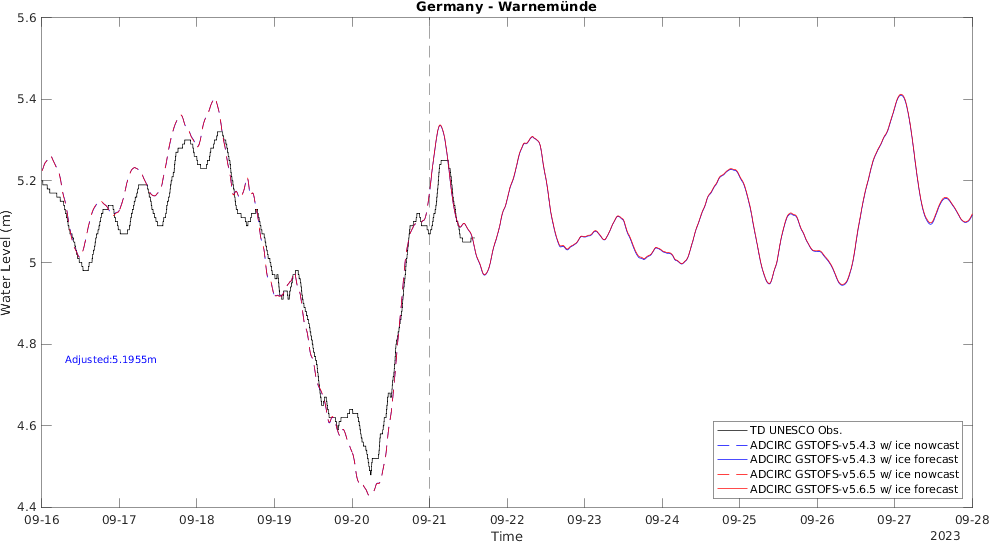 Germany - Warnemünde
5.6
5.4
5.2
5
4.8
4.6
4.4
Water Level (m)
Adjusted:5.1955m
TD UNESCO Obs.
ADCIRC GSTOFS-v5.4.3 w/ ice nowcast
ADCIRC GSTOFS-v5.4.3 w/ ice forecast
ADCIRC GSTOFS-v5.6.5 w/ ice nowcast
ADCIRC GSTOFS-v5.6.5 w/ ice forecast
09-16 09-17 09-18 09-19 09-20 09-21 09-22 09-23 09-24 09-25 09-26 09-27 09-28
Time
2023